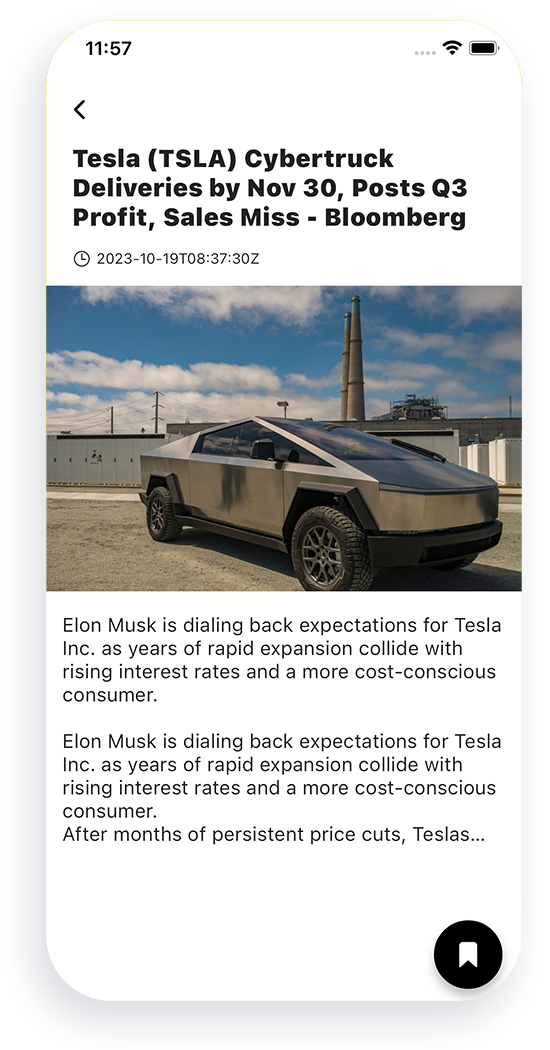 11:57
Tesla (TSLA) Cybertruck
Deliveries by Nov 30, Posts Q3
Profit, Sales Miss - Bloomberg
2023-10-19T08:37:30Z
Elon Musk is dialing back expectations for Tesla
Inc. as years of rapid expansion collide with
rising interest rates and a more cost-conscious
consumer.
Elon Musk is dialing back expectations for Tesla
Inc. as years of rapid expansion collide with
rising interest rates and a more cost-conscious
consumer.
After months of persistent price cuts, Teslas...